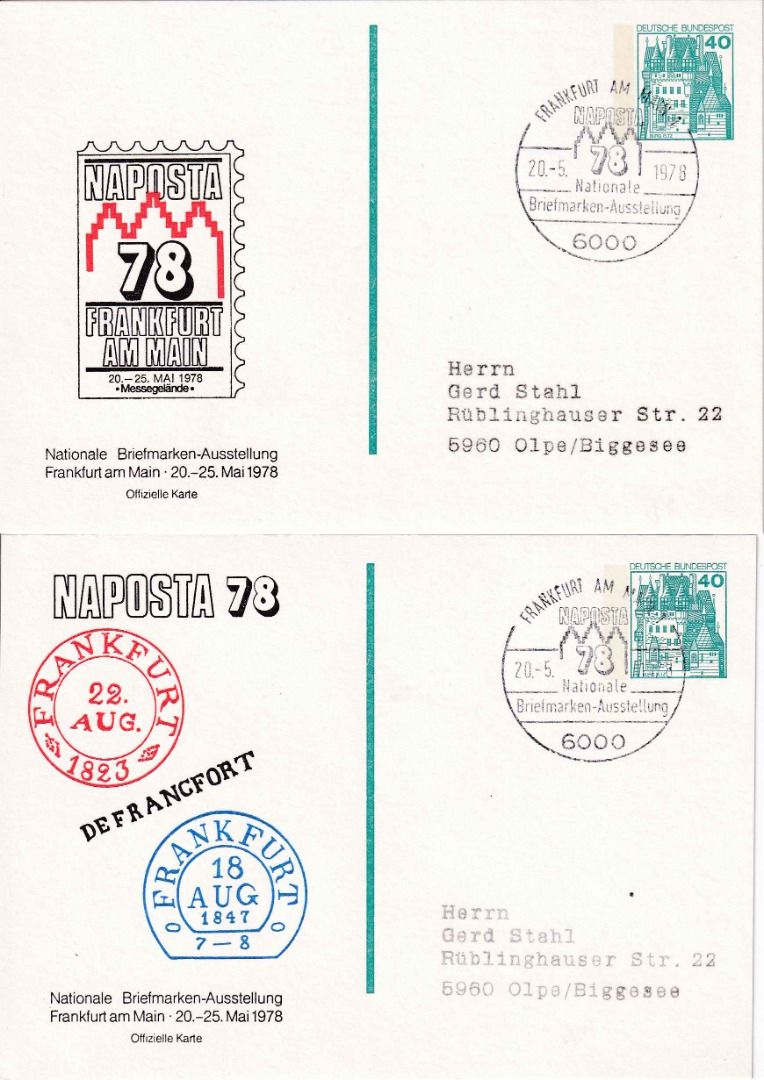 NAPOSTA
78
FRANKFURT
AM MAIN
20.–25. MAI 1978
•Messegelände•
Nationale Briefmarken-Ausstellung
Frankfurt am Main · 20.–25. Mai 1978
Offizielle Karte
DEUTSCHE BUNDESPOST
40
BURG ELTZ
FRANKFURT AM MAIN
NAPOSTA
78
20.-5. 1978
Nationale
Briefmarken-Ausstellung
6000
Herrn
Gerd Stahl
Rüblinghauser Str. 22
5960 Olpe/Biggesee
NAPOSTA 78
FRANKFURT
22.
AUG.
1823
DEFRANCFORT
FRANKFURT
18
AUG
1847
7—8
Nationale Briefmarken-Ausstellung
Frankfurt am Main · 20.–25. Mai 1978
Offizielle Karte
DEUTSCHE BUNDESPOST
40
FRANKFURT AM
NAPOSTA
78
20.-5.
Nationale
Briefmarken-Ausstellung
6000
Herrn
Gerd Stahl
Rüblinghauser Str. 22
5960 Olpe/Biggesee